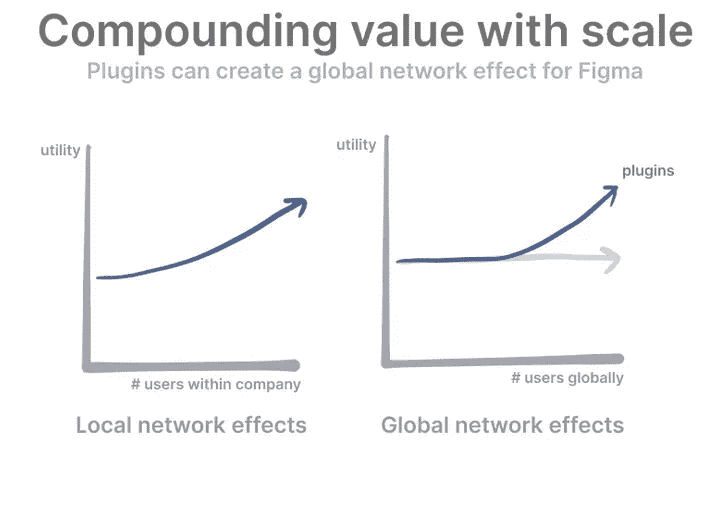 Compounding value with scale
Plugins can create a global network effect for Figma
utility
# users within company
Local network effects
utility
plugins
# users globally
Global network effects